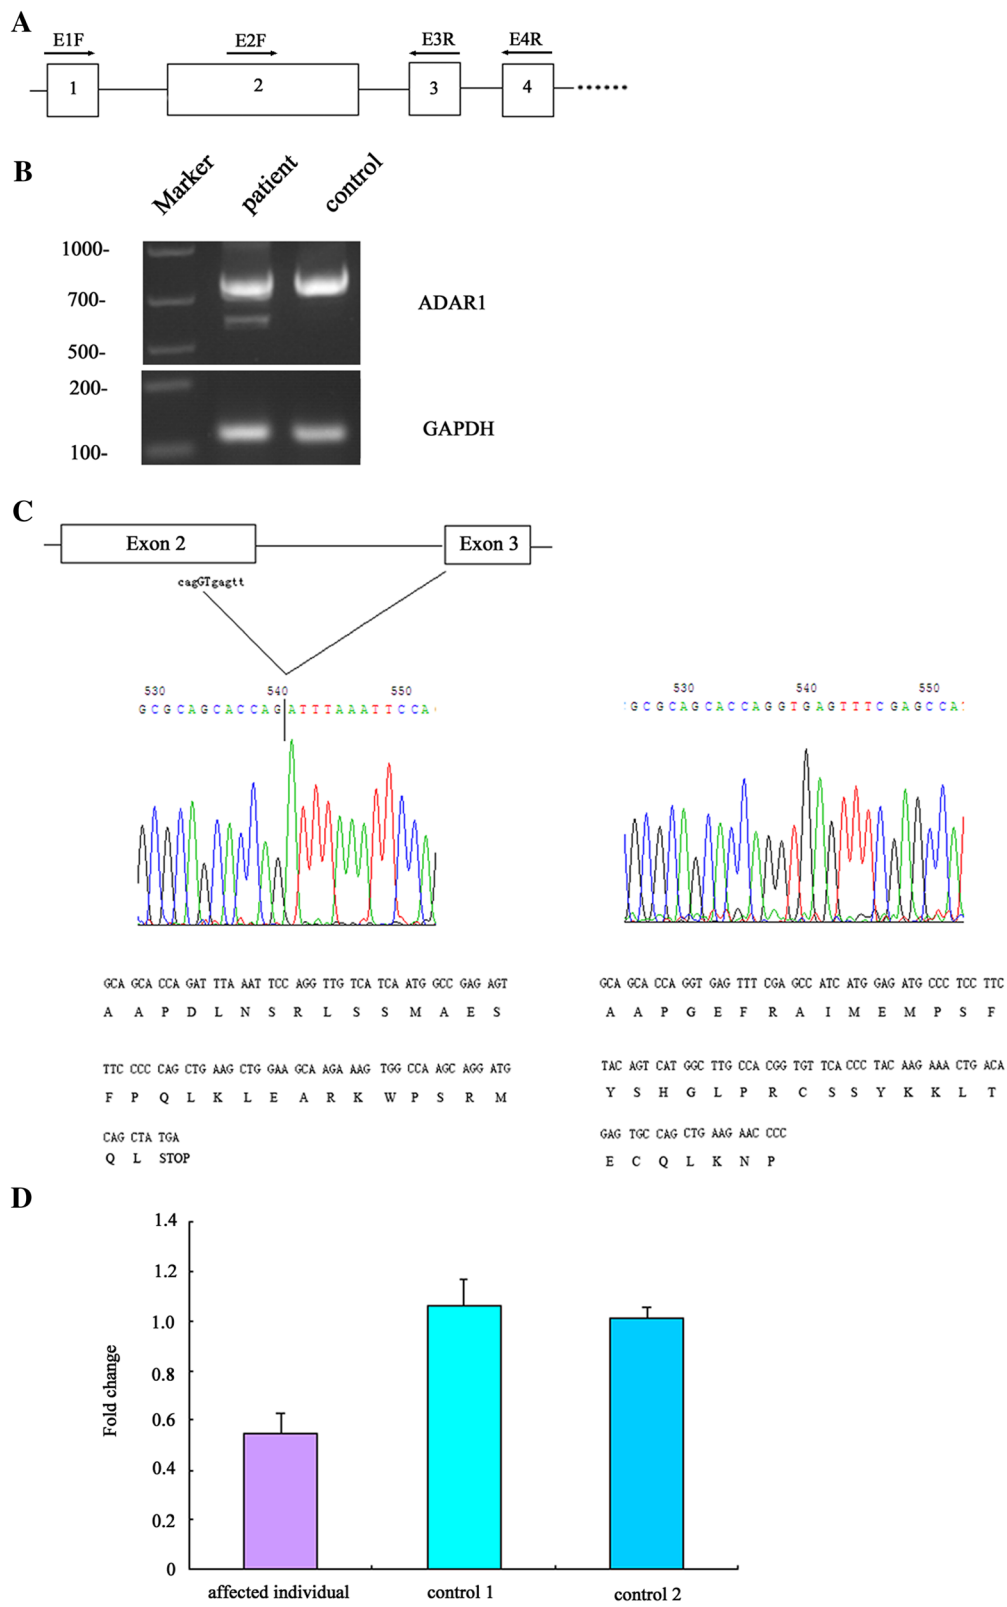 A
E1F E2F E3R E4R
1 2 3 4 ......
B
Marker patient control
1000-
700-
500-
ADAR1
200-
100-
GAPDH
C
Exon 2 Exon 3
cagGTgagtt
530 540 550
GCGCAGCACCAGATTTAAATTCCA
530 540 550
GCGCAGCACCAGGTGAGTTTCGAGCCA
GCA GCA CCA GAT TTA AAT TCC AGG TTG TCA TCA ATG GCC GAG AGT
A A P D L N S R L S S M A E S
TTC CCC CAG CTG AAG CTG GAA GCA AGA AAG TGG CCA AGC AGG ATG
F P Q L K L E A R K W P S R M
CAG CTA TGA
Q L STOP
GCA GCA CCA GGT GAG TTT CGA GCC ATC ATG GAG ATG CCC TCC TTC
A A P G E F R A I M E M P S F
TAC AGT CAT GGC TTG CCA CGG TGT TCA CCC TAC AAG AAA CTG ACA
Y S H G L P R C S S Y K K L T
GAG TGC CAG CTG AAG AAC CCC
E C Q L K N P
D
Fold change
1.4
1.2
1.0
0.8
0.6
0.4
0.2
0
affected individual control 1 control 2